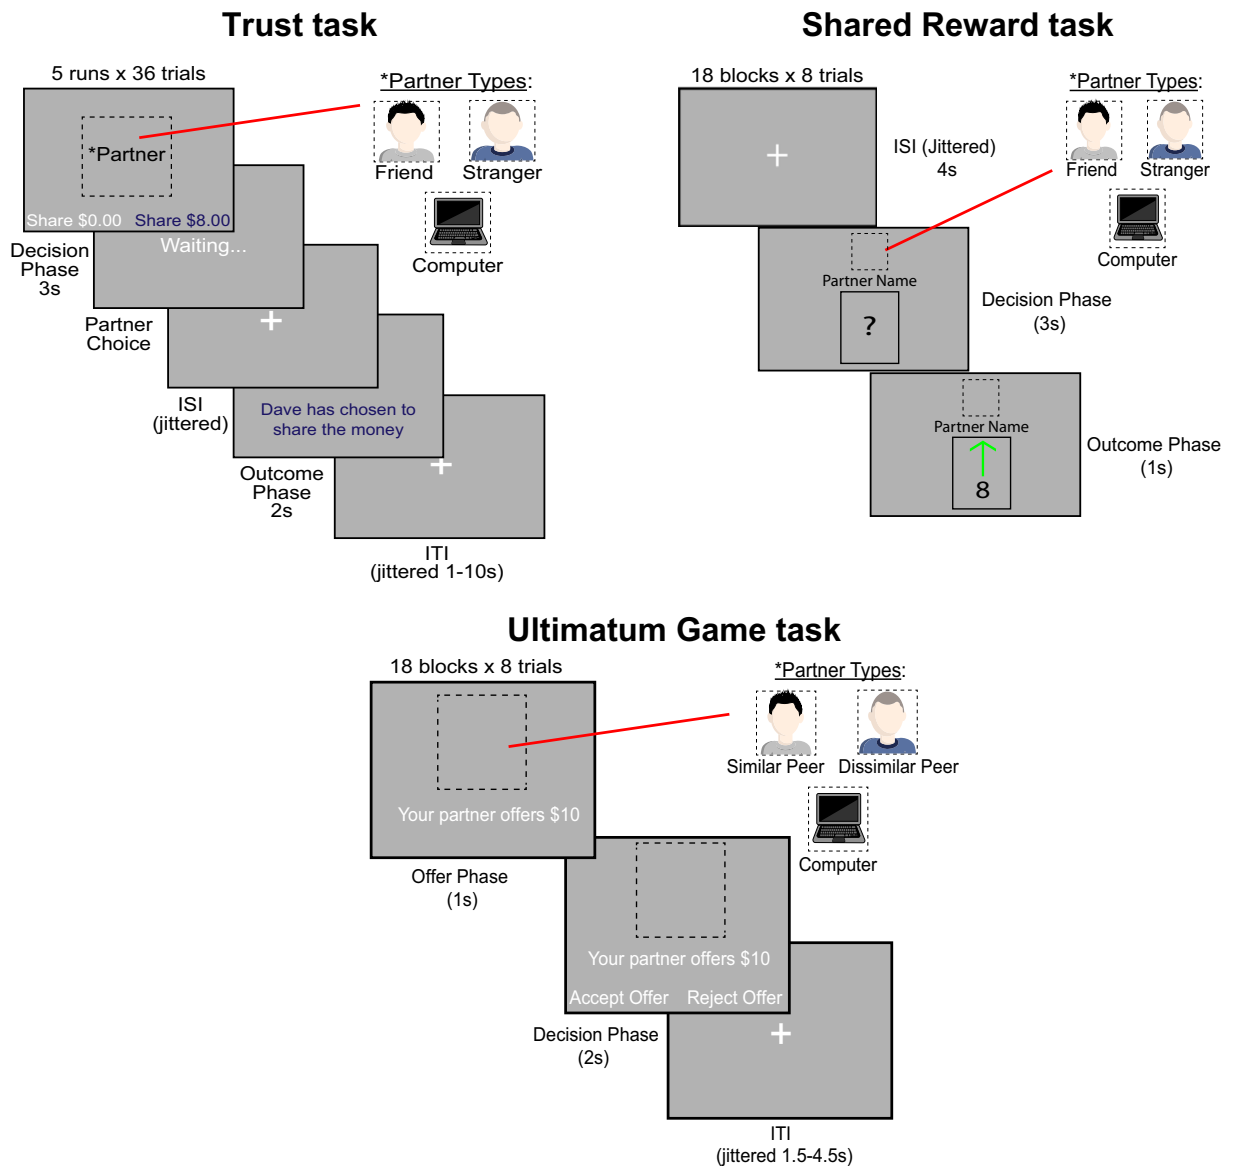 Trust task
5 runs x 36 trials
*Partner Types:
Friend
Stranger
Computer
*Partner
Share $0.00
Share $8.00
Decision
Phase
3s
Waiting...
Partner
Choice
ISI
(jittered)
Dave has chosen to
share the money
Outcome
Phase
2s
ITI
(jittered 1-10s)
Shared Reward task
18 blocks x 8 trials
*Partner Types:
Friend
Stranger
Computer
ISI (Jittered)
4s
Partner Name
?
Decision Phase
(3s)
Partner Name
8
Outcome Phase
(1s)
Ultimatum Game task
18 blocks x 8 trials
*Partner Types:
Similar Peer
Dissimilar Peer
Computer
Your partner offers $10
Offer Phase
(1s)
Your partner offers $10
Accept Offer
Reject Offer
Decision Phase
(2s)
ITI
(jittered 1.5-4.5s)